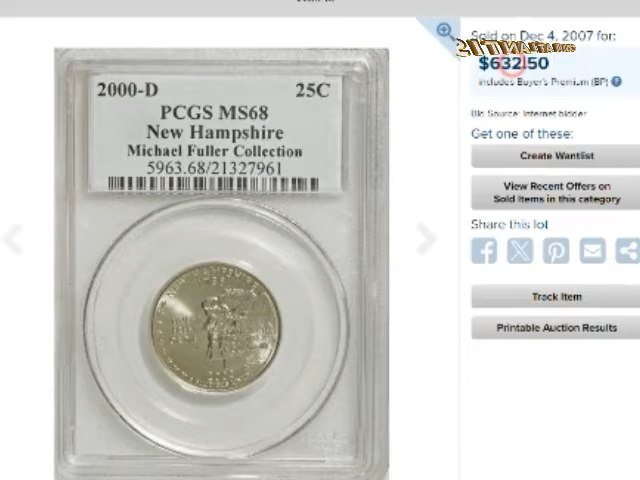 Sold on Dec 4, 2007 for:
$632.50
includes Buyer's Premium (BP)
Bid Source: Internet bidder
Get one of these:
Create Wantlist
View Recent Offers on
Sold Items in this category
Share this lot
Track Item
Printable Auction Results
2000-D 25C
PCGS MS68
New Hampshire
Michael Fuller Collection
5963.68/21327961
NEW HAMPSHIRE